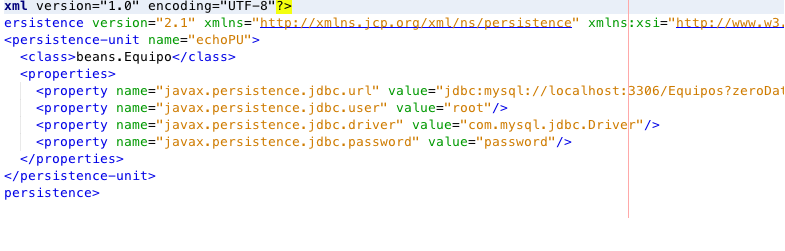 xml version="1.0" encoding="UTF-8"?>
ersistence version="2.1" xmlns="http://xmlns.jcp.org/xml/ns/persistence" xmlns:xsi="http://www.w3.
<persistence-unit name="echoPU">
<class>beans.Equipo</class>
<properties>
<property name="javax.persistence.jdbc.url" value="jdbc:mysql://localhost:3306/Equipos?zeroDat
<property name="javax.persistence.jdbc.user" value="root"/>
<property name="javax.persistence.jdbc.driver" value="com.mysql.jdbc.Driver"/>
<property name="javax.persistence.jdbc.password" value="password"/>
</properties>
</persistence-unit>
persistence>